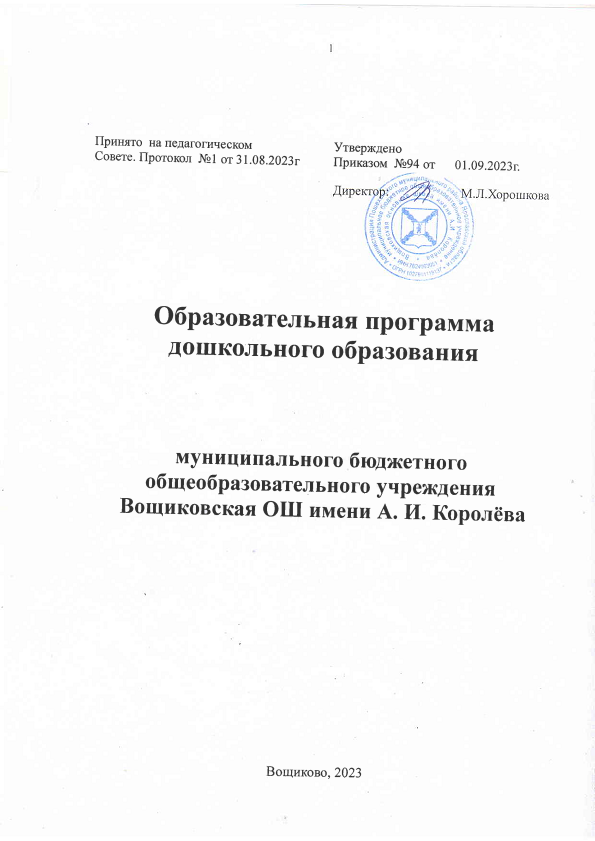 1
Принято на педагогическом
Совете. Протокол №1 от 31.08.2023г
Утверждено
Приказом №94 от 01.09.2023г.
Директор: М.Л.Хорошкова
Образовательная программа
дошкольного образования
муниципального бюджетного
общеобразовательного учреждения
Вощиковская ОШ имени А. И. Королёва
Вощиково, 2023